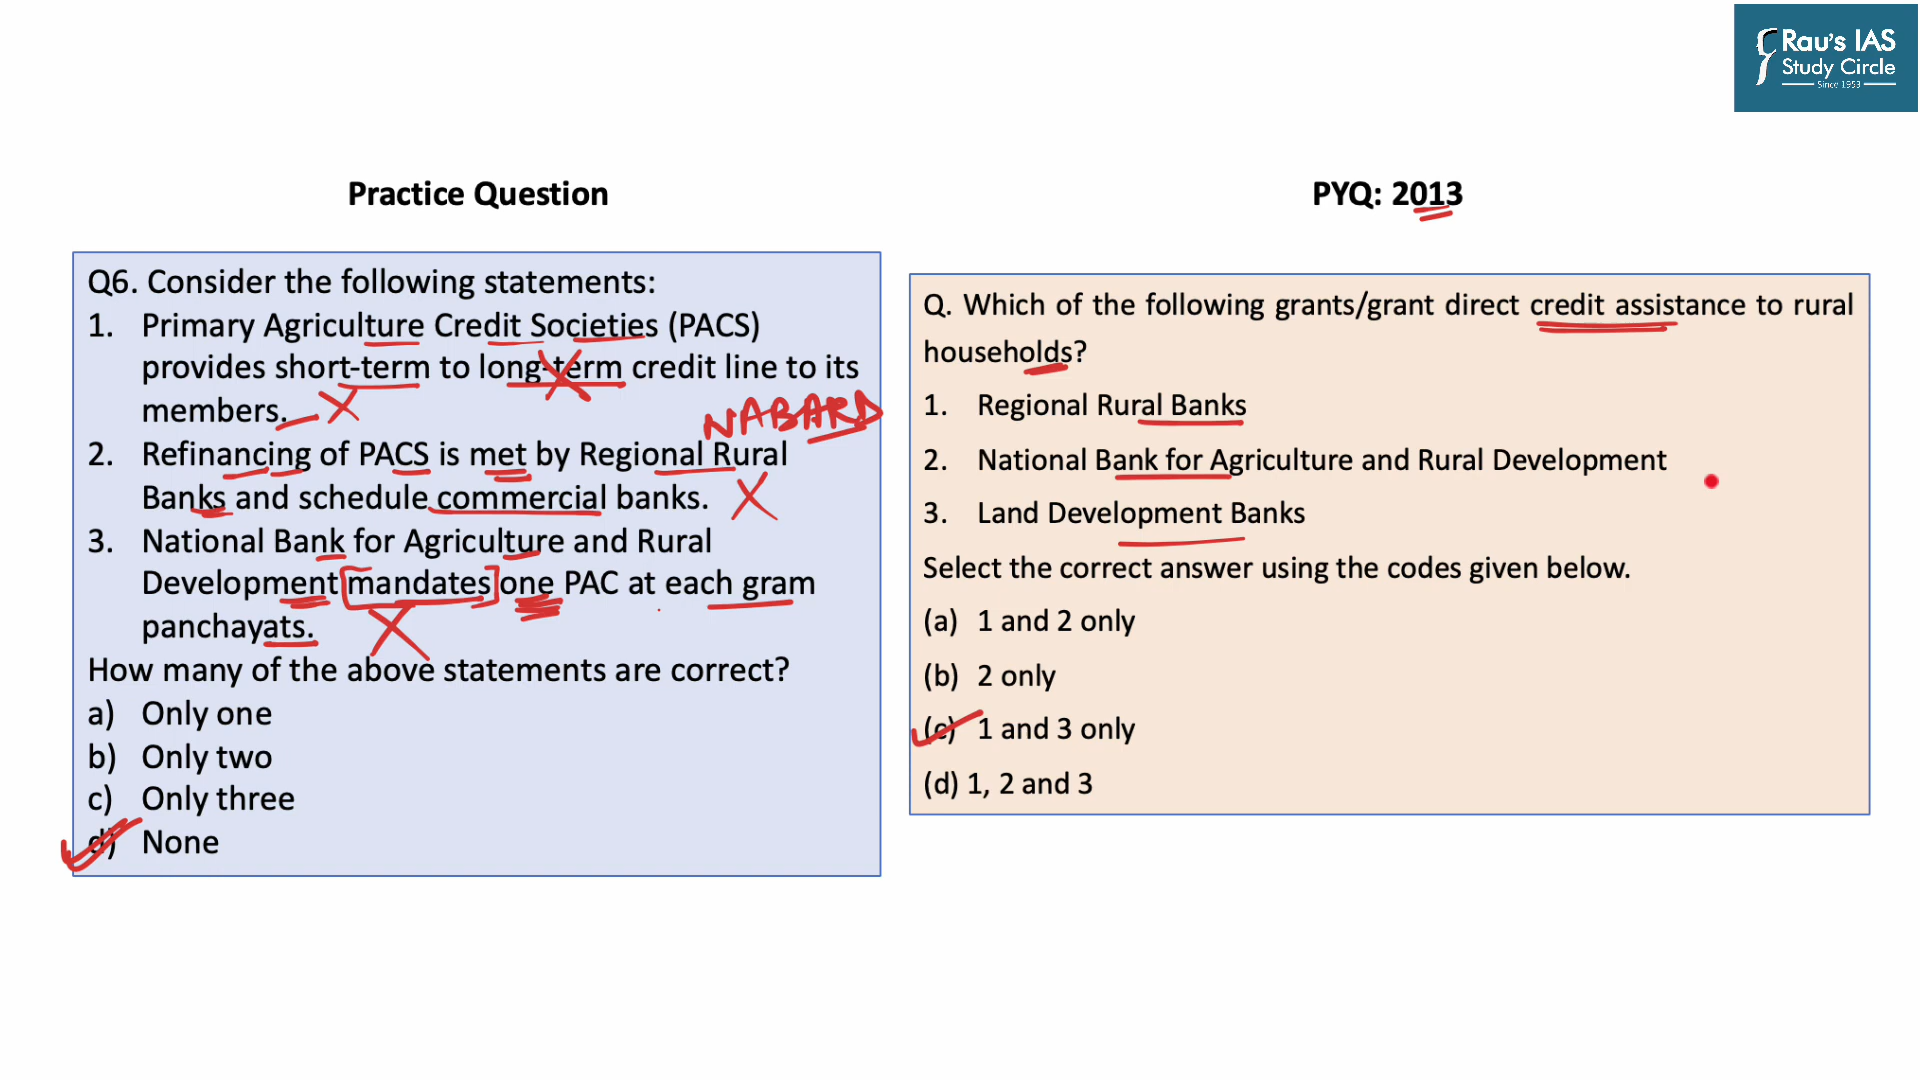 Rau's IAS
Study Circle
Since 1953
Practice Question
Q6. Consider the following statements:
1. Primary Agriculture Credit Societies (PACS)
provides short-term to long-term credit line to its
members.
NABARD
2. Refinancing of PACS is met by Regional Rural
Banks and schedule commercial banks.
3. National Bank for Agriculture and Rural
Development mandates one PAC at each gram
panchayats.
How many of the above statements are correct?
a) Only one
b) Only two
c) Only three
d) None
PYQ: 2013
Q. Which of the following grants/grant direct credit assistance to rural
households?
1. Regional Rural Banks
2. National Bank for Agriculture and Rural Development
3. Land Development Banks
Select the correct answer using the codes given below.
(a) 1 and 2 only
(b) 2 only
(c) 1 and 3 only
(d) 1, 2 and 3